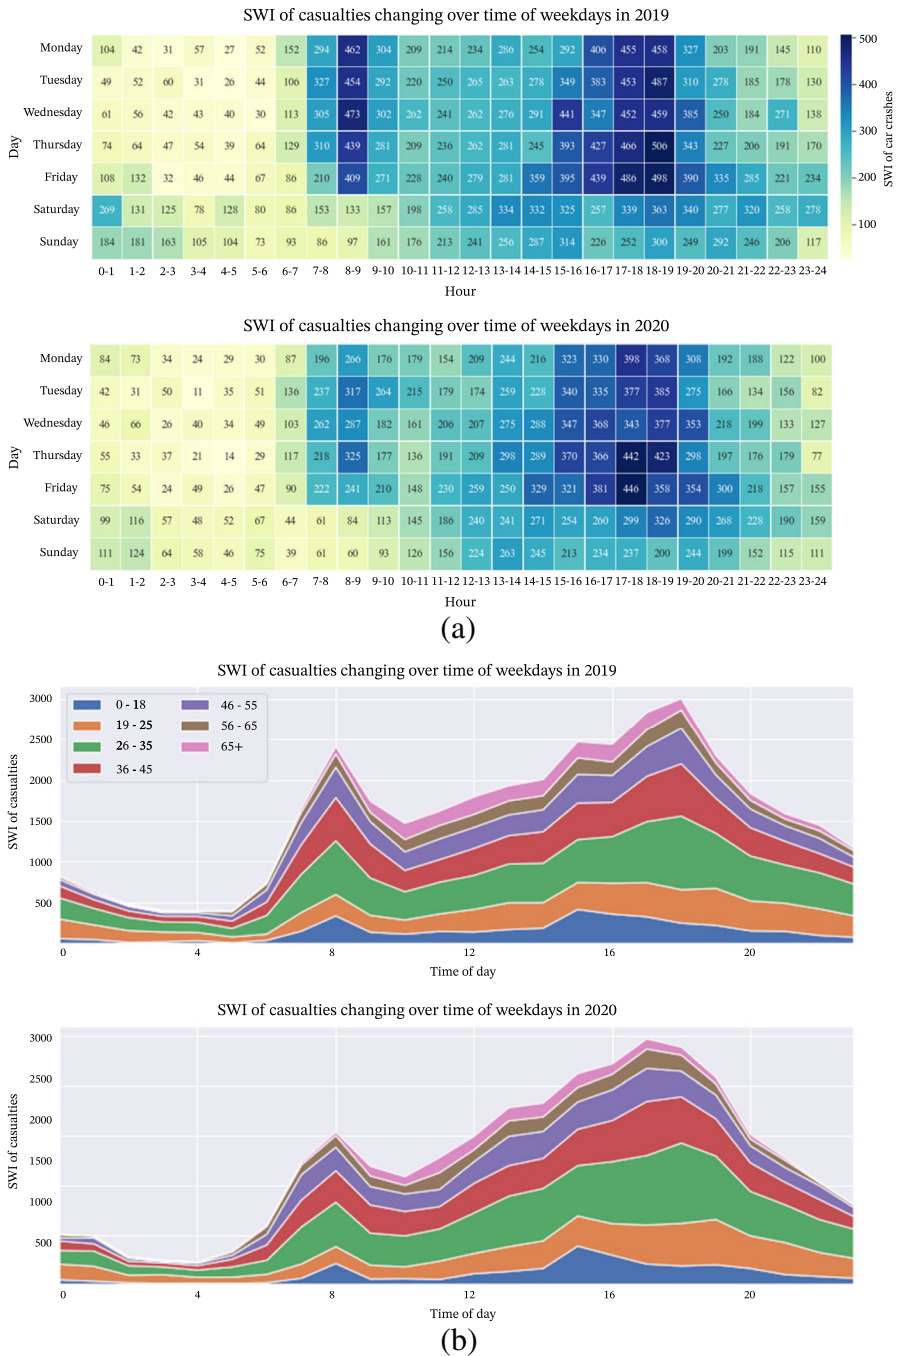 SWI of casualties changing over time of weekdays in 2019
Monday 104 42 31 57 27 52 152 294 462 304 209 214 234 286 254 292 406 455 458 327 203 191 145 110
Tuesday 49 52 60 31 26 44 106 327 454 292 220 250 265 263 278 349 383 453 487 310 278 185 178 130
Wednesday 61 56 42 43 40 30 113 305 473 302 262 241 262 276 291 441 347 452 459 385 250 184 271 138
Thursday 74 64 47 54 39 64 129 310 439 281 209 236 262 281 245 393 427 466 506 343 227 206 191 170
Friday 108 132 32 46 44 67 86 210 409 271 228 240 279 281 359 395 439 486 498 390 335 285 221 234
Saturday 269 131 125 78 128 80 86 153 133 157 198 258 285 334 332 325 257 339 363 340 277 320 258 278
Sunday 184 181 163 105 104 73 93 86 97 161 176 213 241 256 287 314 226 252 300 249 292 246 206 117
0-1 1-2 2-3 3-4 4-5 5-6 6-7 7-8 8-9 9-10 10-11 11-12 12-13 13-14 14-15 15-16 16-17 17-18 18-19 19-20 20-21 21-22 22-23 23-24
Hour
Day
500
400
300
200
100
SWI of car crashes
SWI of casualties changing over time of weekdays in 2020
Monday 84 73 34 24 29 30 87 196 266 176 179 154 209 244 216 323 330 398 368 308 192 188 122 100
Tuesday 42 31 50 11 35 51 136 237 317 264 215 179 174 259 228 340 335 377 385 275 166 134 156 82
Wednesday 46 66 26 40 34 49 103 262 287 182 161 206 207 275 288 347 368 343 377 353 218 199 133 127
Thursday 55 33 37 21 14 29 117 218 325 177 136 191 209 298 289 370 366 442 423 298 197 176 179 77
Friday 75 54 24 49 26 47 90 222 241 210 148 230 259 250 329 321 381 446 358 354 300 218 157 155
Saturday 99 116 57 48 52 67 44 61 84 113 145 186 240 241 271 254 260 299 326 290 268 228 190 159
Sunday 111 124 64 58 46 75 39 61 60 93 126 156 224 263 245 213 234 237 200 244 199 152 115 111
0-1 1-2 2-3 3-4 4-5 5-6 6-7 7-8 8-9 9-10 10-11 11-12 12-13 13-14 14-15 15-16 16-17 17-18 18-19 19-20 20-21 21-22 22-23 23-24
Hour
Day
(a)
SWI of casualties changing over time of weekdays in 2019
3000
2500
2000
1500
1000
500
SWI of casualties
0 - 18 46 - 55
19 - 25 56 - 65
26 - 35 65+
36 - 45
0 4 8 12 16 20
Time of day
SWI of casualties changing over time of weekdays in 2020
3000
2500
2000
1500
1000
500
SWI of casualties
0 4 8 12 16 20
Time of day
(b)